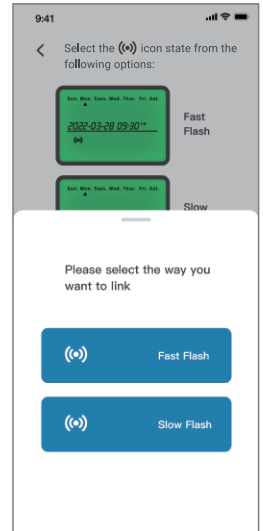 9:41
Select the ((•)) icon state from the
following options:
Sun. Mon. Tues. Wed. Thur. Fri. Sat.
2022-03-28 09:30
Fast
Flash
Sun. Mon. Tues. Wed. Thur. Fri. Sat.
Slow
Please select the way you
want to link
Fast Flash
Slow Flash